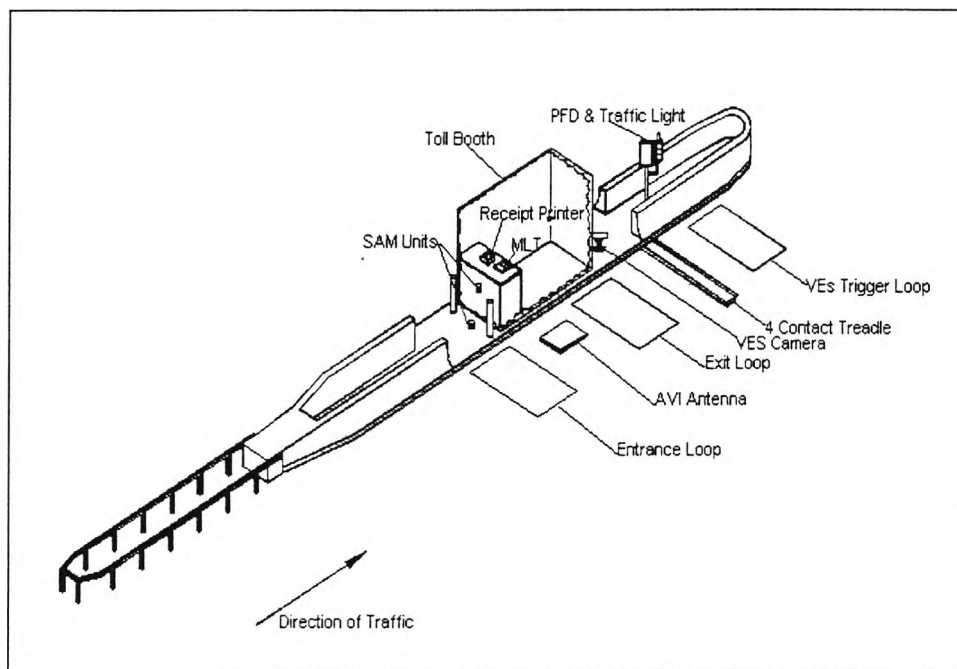 PFD & Traffic Light
Toll Booth
Receipt Printer
SAM Units
MLT
VEs Trigger Loop
4 Contact Treadle
VES Camera
Exit Loop
AVI Antenna
Entrance Loop
Direction of Traffic